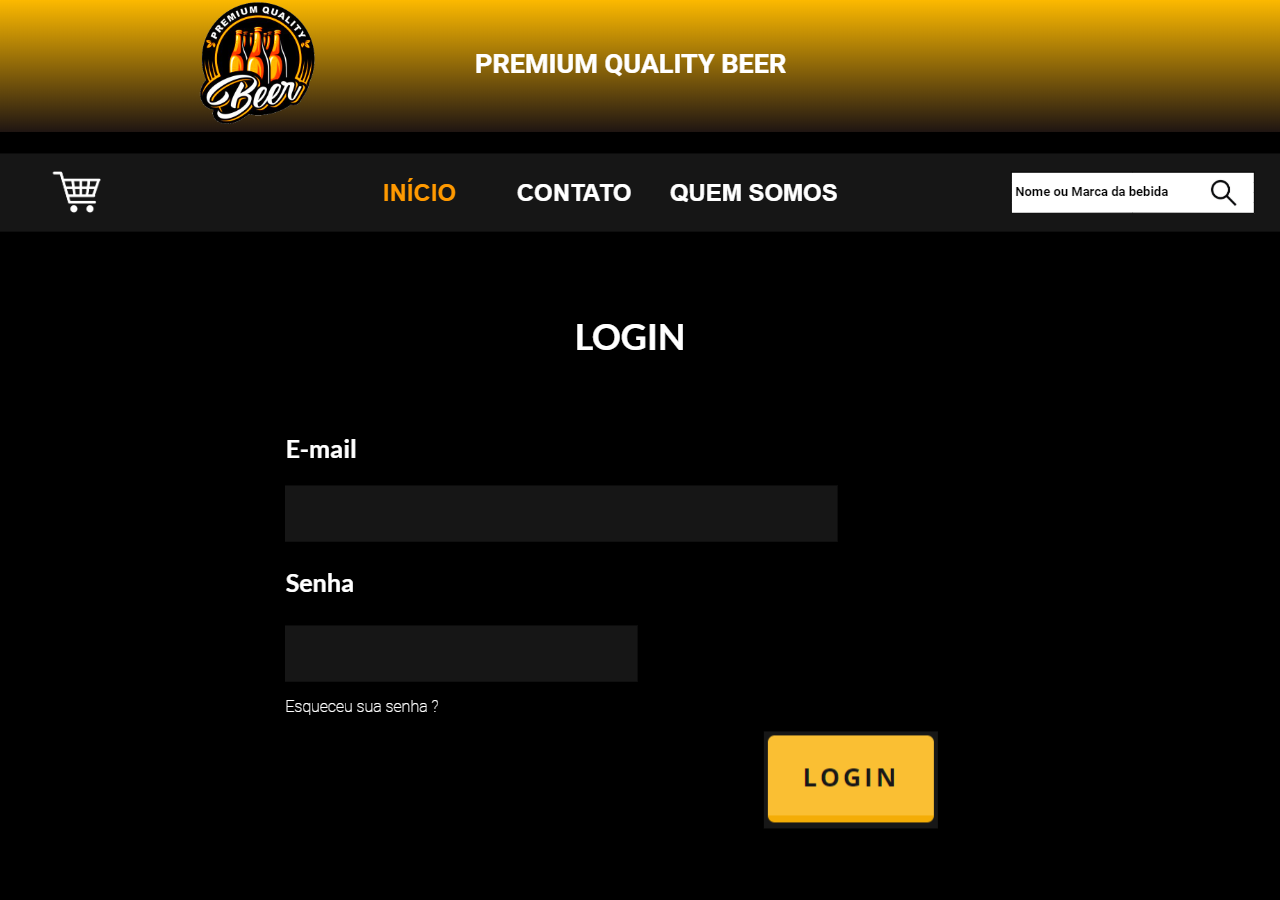 PREMIUM QUALITY
Beer
PREMIUM QUALITY BEER
INÍCIO CONTATO QUEM SOMOS Nome ou Marca da bebida
LOGIN
E-mail
Senha
Esqueceu sua senha ?
LOGIN